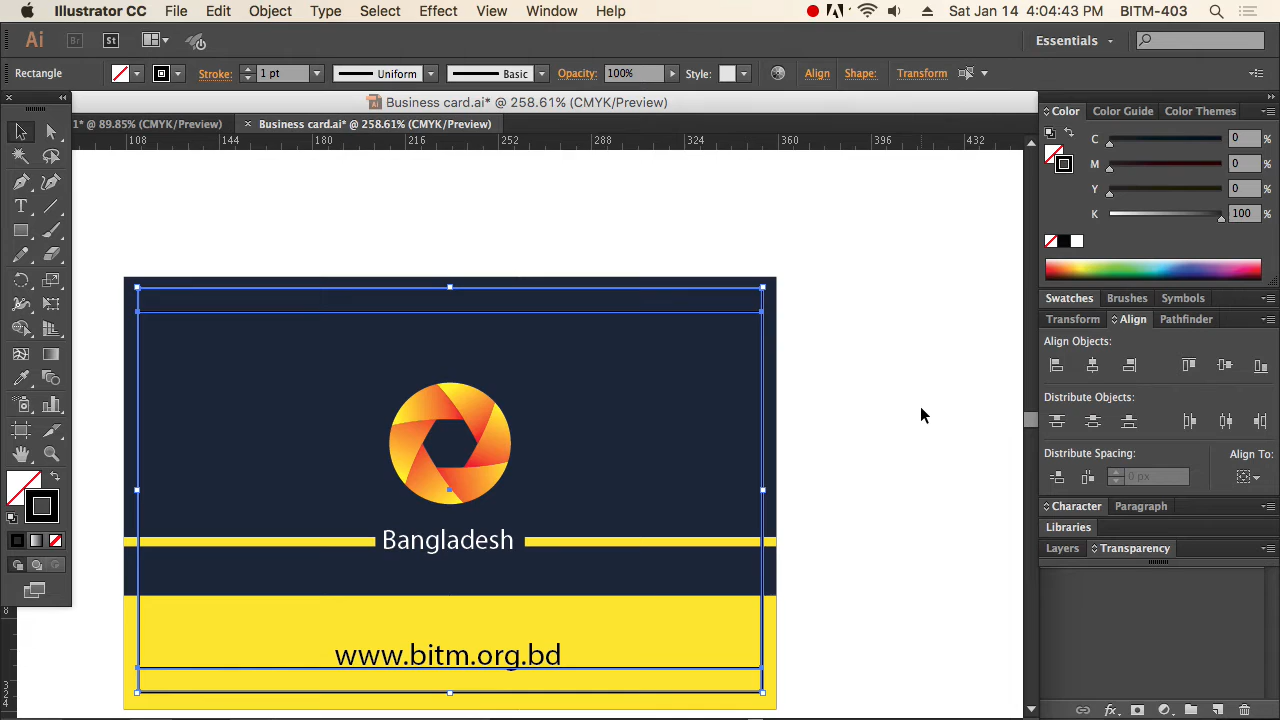 Illustrator CC File Edit Object Type Select Effect View Window Help Sat Jan 14 4:04:43 PM BITM-403
Ai Br St Essentials
Rectangle Stroke: 1 pt Uniform Basic Opacity: 100% Style: Align Shape: Transform
Business card.ai* @ 258.61% (CMYK/Preview)
1* @ 89.85% (CMYK/Preview) × Business card.ai* @ 258.61% (CMYK/Preview)
108 144 180 216 252 288 324 360 396 432
Color Color Guide Color Themes
C 0 %
M 0 %
Y 0 %
K 100 %
Swatches Brushes Symbols
Transform Align Pathfinder
Align Objects:
Distribute Objects:
Distribute Spacing: Align To:
0 px
Character Paragraph
Libraries
Layers Transparency
Bangladesh
www.bitm.org.bd